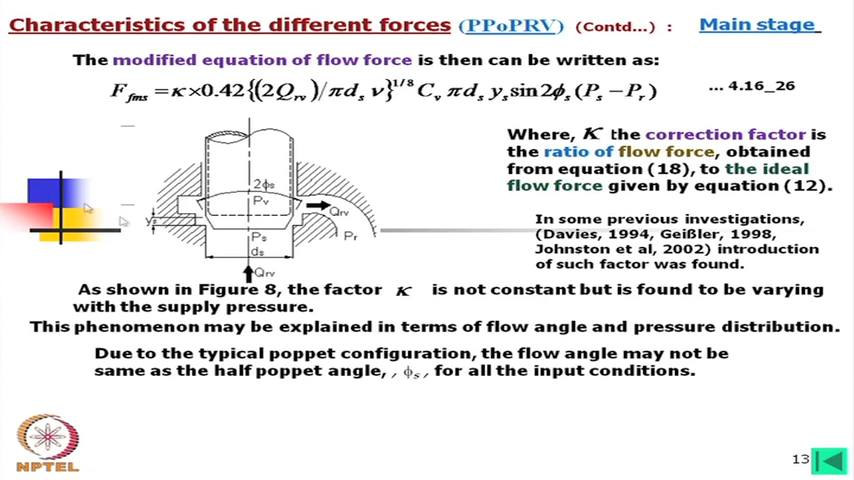 Characteristics of the different forces (PPoPRV) (Contd...) : Main stage
The modified equation of flow force is then can be written as:
F_fms = κ×0.42{(2Q_rv)/πd_s ν}^1/8 C_v πd_s y_s sin2ϕ_s (P_s − P_r) ... 4.16_26
Where, κ the correction factor is
the ratio of flow force, obtained
from equation (18), to the ideal
flow force given by equation (12).
2ϕs
Pv
Qrv
ys
Ps
Pr
ds
Qrv
In some previous investigations,
(Davies, 1994, Geißler, 1998,
Johnston et al, 2002) introduction
of such factor was found.
As shown in Figure 8, the factor κ is not constant but is found to be varying
with the supply pressure.
This phenomenon may be explained in terms of flow angle and pressure distribution.
Due to the typical poppet configuration, the flow angle may not be
same as the half poppet angle, , ϕs , for all the input conditions.
NPTEL
13